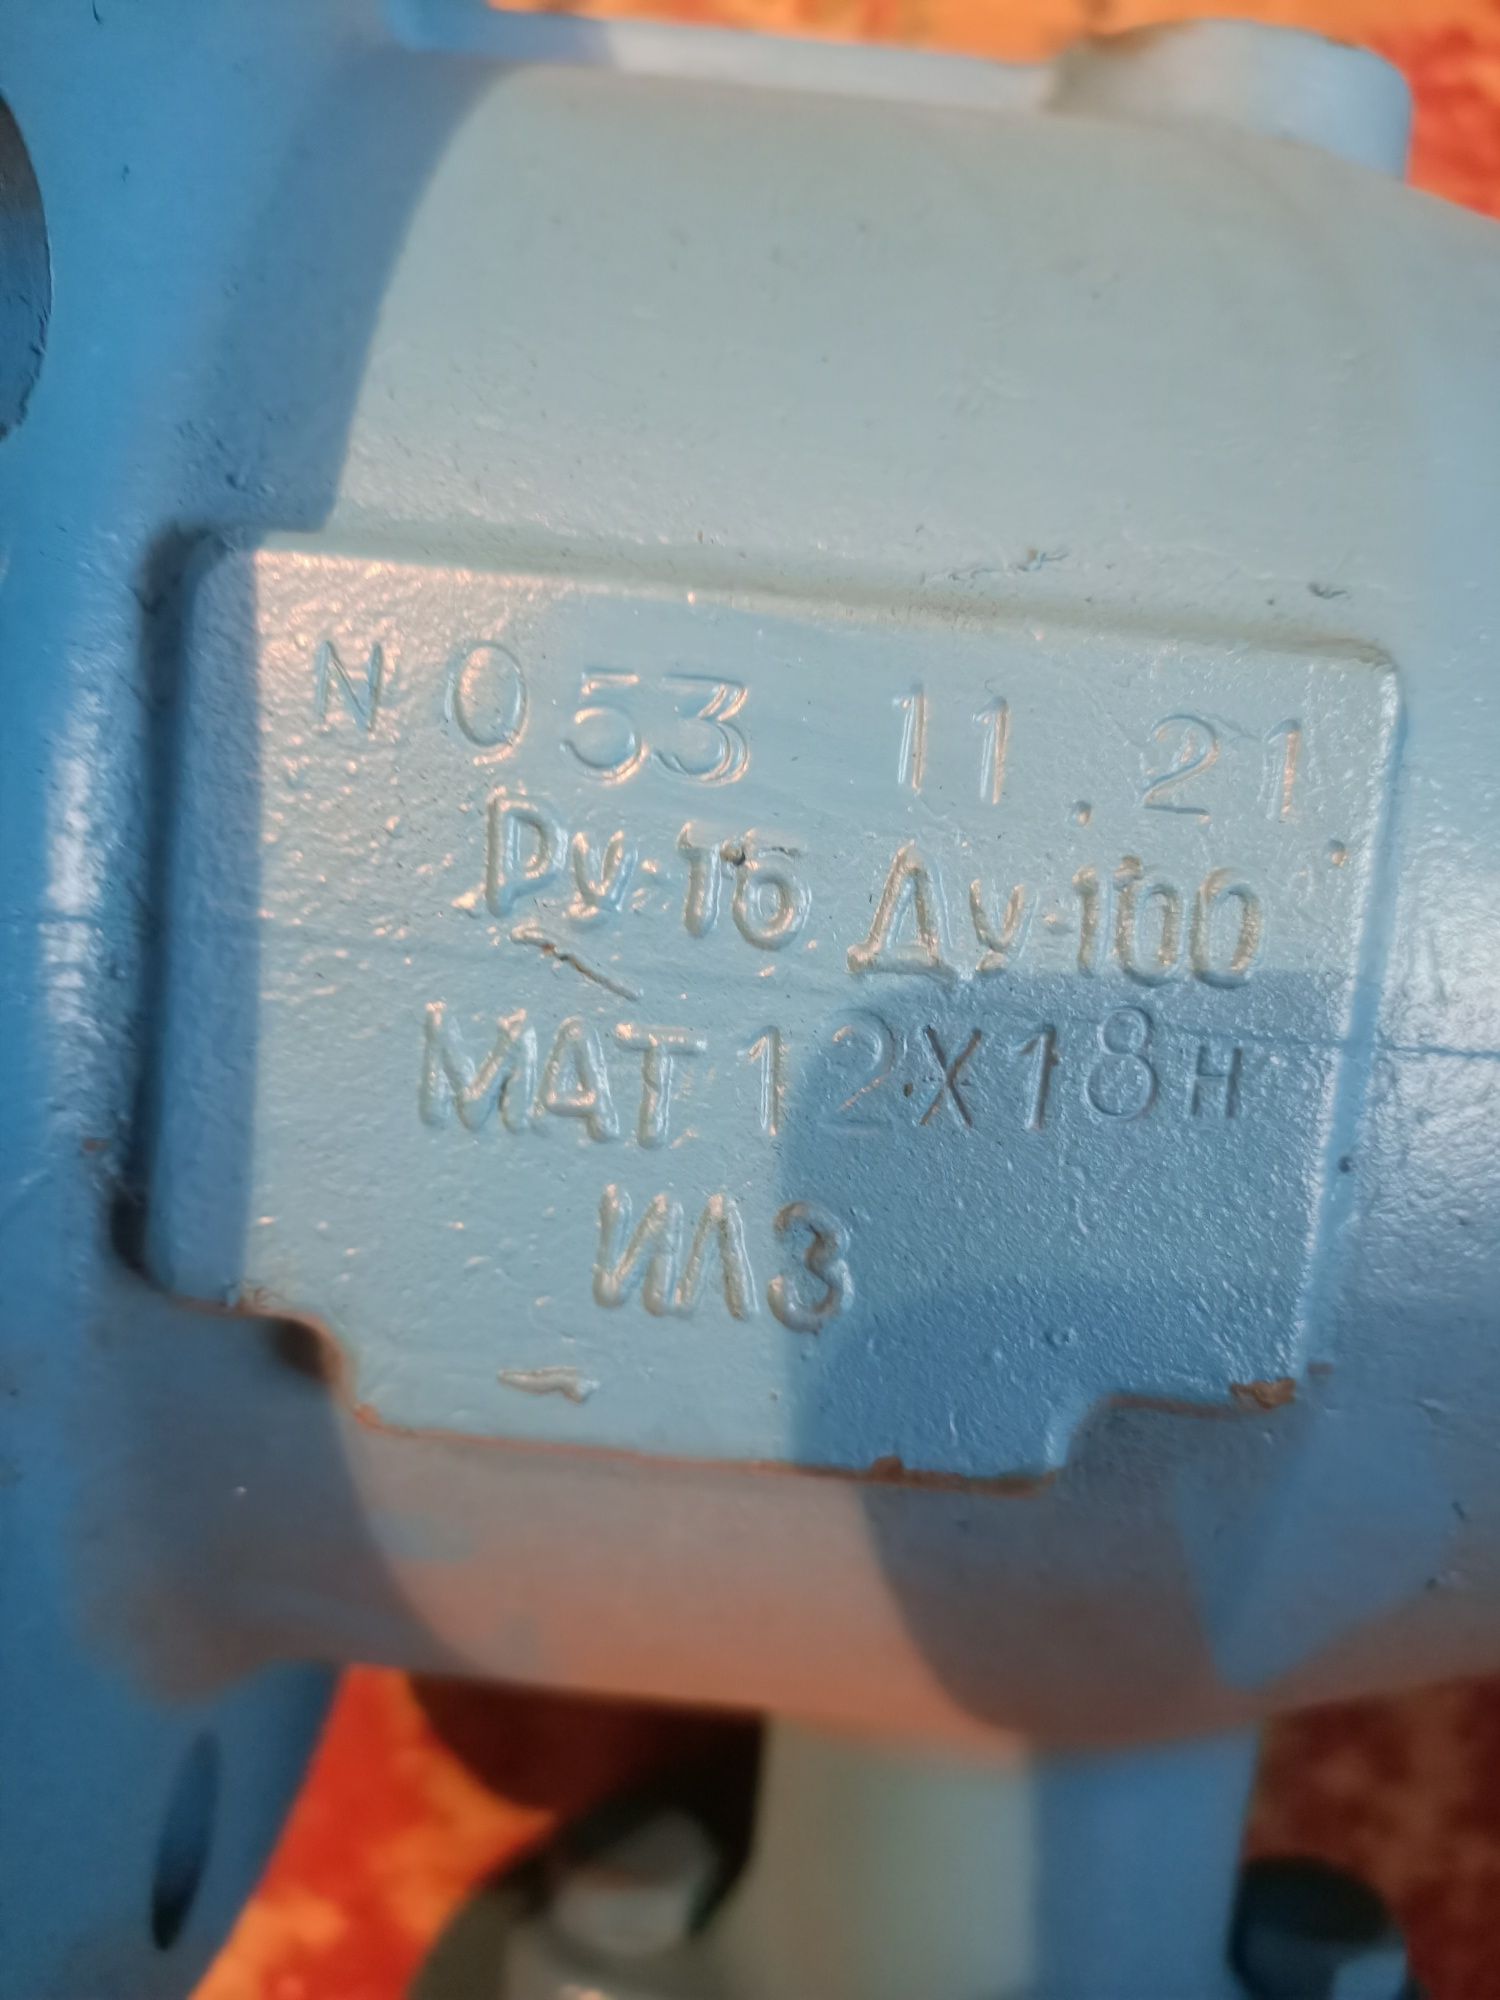 N 053 11.21.
Ру-16 Ду-100
МАТ 12Х18Н
ИЛЗ